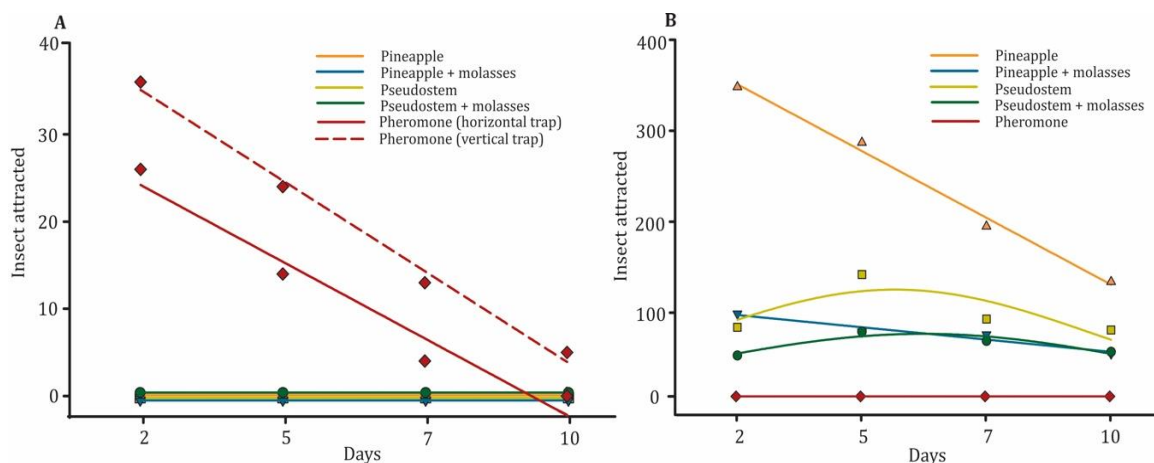 A
40
30
20
10
0
Insect attracted
Pineapple
Pineapple + molasses
Pseudostem
Pseudostem + molasses
Pheromone (horizontal trap)
Pheromone (vertical trap)
2 5 7 10
Days
B
400
300
200
100
0
Insect attracted
Pineapple
Pineapple + molasses
Pseudostem
Pseudostem + molasses
Pheromone
2 5 7 10
Days